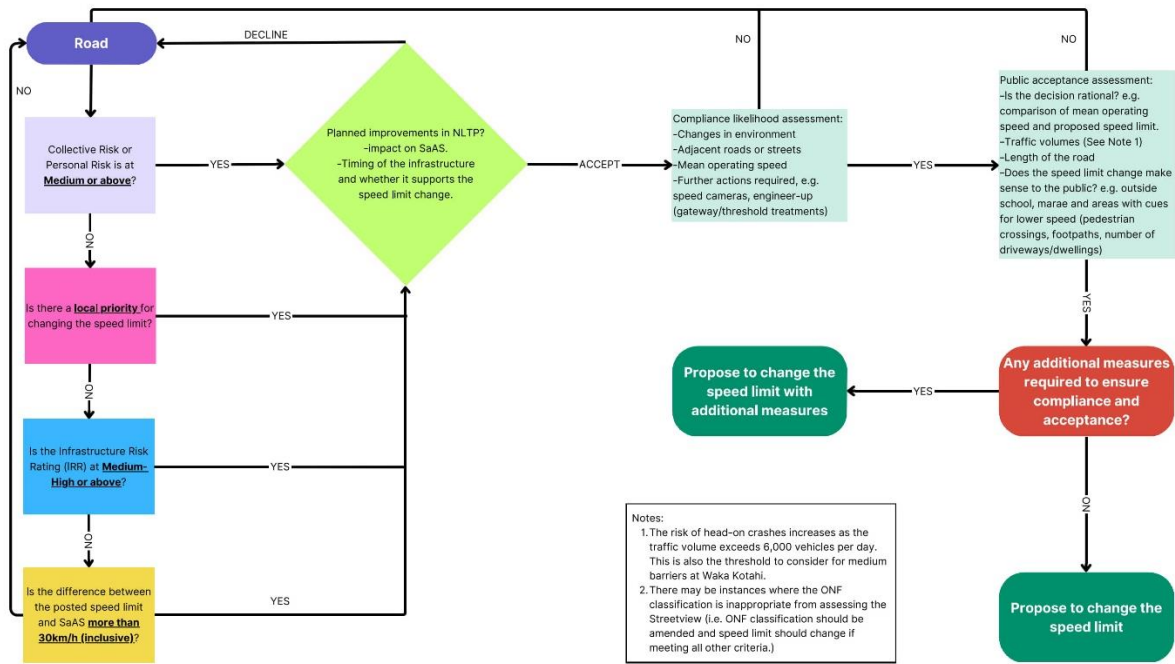 Road
DECLINE
NO
Collective Risk or
Personal Risk is at
Medium or above?
YES
Planned improvements in NLTP?
-impact on SaAS.
-Timing of the infrastructure
and whether it supports the
speed limit change.
ACCEPT
NO
Compliance likelihood assessment:
-Changes in environment
-Adjacent roads or streets
-Mean operating speed
-Further actions required, e.g.
speed cameras, engineer-up
(gateway/threshold treatments)
YES
NO
Public acceptance assessment:
-Is the decision rational? e.g.
comparison of mean operating
speed and proposed speed limit.
-Traffic volumes (See Note 1)
-Length of the road
-Does the speed limit change make
sense to the public? e.g. outside
school, marae and areas with cues
for lower speed (pedestrian
crossings, footpaths, number of
driveways/dwellings)
NO
Is there a local priority for
changing the speed limit?
YES
NO
Is the Infrastructure Risk
Rating (IRR) at Medium-
High or above?
YES
NO
Is the difference between
the posted speed limit
and SaAS more than
30km/h (inclusive)?
YES
YES
Any additional measures
required to ensure
compliance and
acceptance?
YES
Propose to change the
speed limit with
additional measures
NO
Propose to change the
speed limit
Notes:
1. The risk of head-on crashes increases as the
traffic volume exceeds 6,000 vehicles per day.
This is also the threshold to consider for medium
barriers at Waka Kotahi.
2. There may be instances where the ONF
classification is inappropriate from assessing the
Streetview (i.e. ONF classification should be
amended and speed limit should change if
meeting all other criteria.)